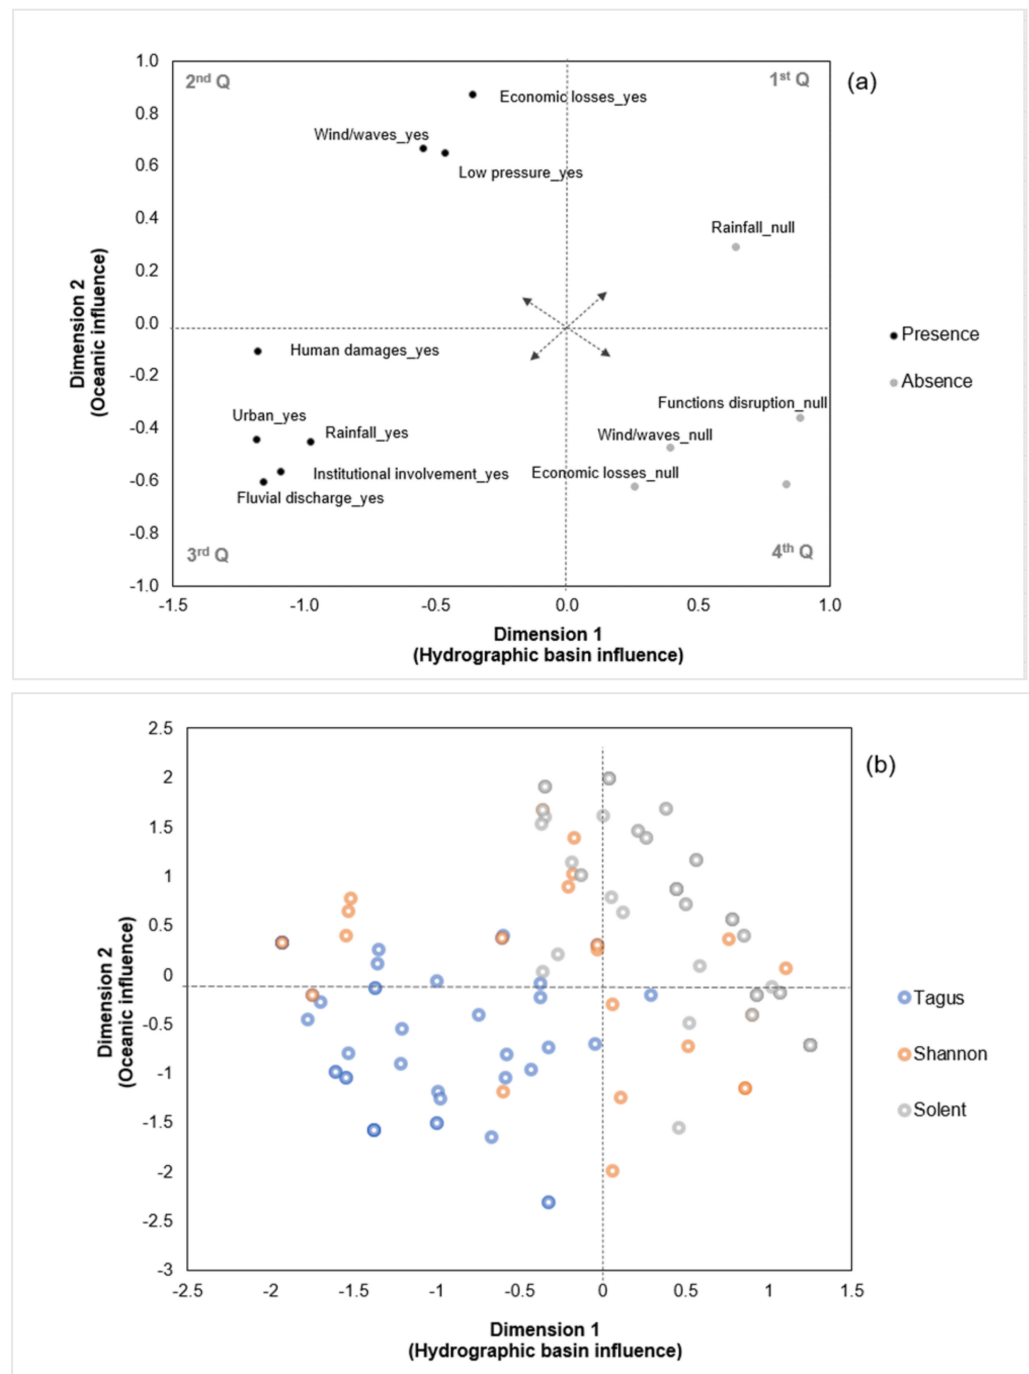 1.0
2nd Q
1st Q
(a)
Economic losses_yes
0.8
Wind/waves_yes
0.6
Low pressure_yes
0.4
Rainfall_null
0.2
0.0
Presence
Human damages_yes
-0.2
Absence
Functions disruption_null
Urban_yes
-0.4
Rainfall_yes
Wind/waves_null
Institutional involvement_yes
Economic losses_null
-0.6
Fluvial discharge_yes
-0.8
3rd Q
4th Q
-1.0
-1.5 -1.0 -0.5 0.0 0.5 1.0
Dimension 1
(Hydrographic basin influence)
Dimension 2
(Oceanic influence)
2.5
(b)
2
1.5
1
0.5
0
Tagus
-0.5
Shannon
-1
Solent
-1.5
-2
-2.5
-3
-2.5 -2 -1.5 -1 -0.5 0 0.5 1 1.5
Dimension 1
(Hydrographic basin influence)
Dimension 2
(Oceanic influence)